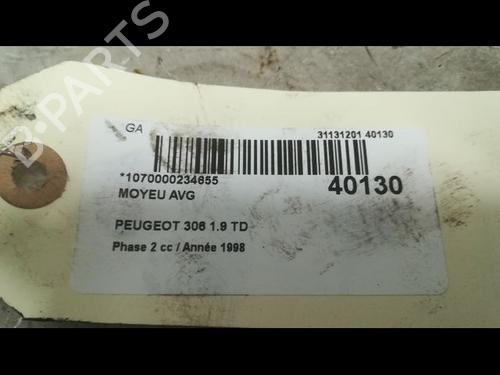 GA
31131201 40130
*1070000234655
40130
MOYEU AVG
PEUGEOT 306 1.9 TD
Phase 2 cc / Année 1998
B-PARTS